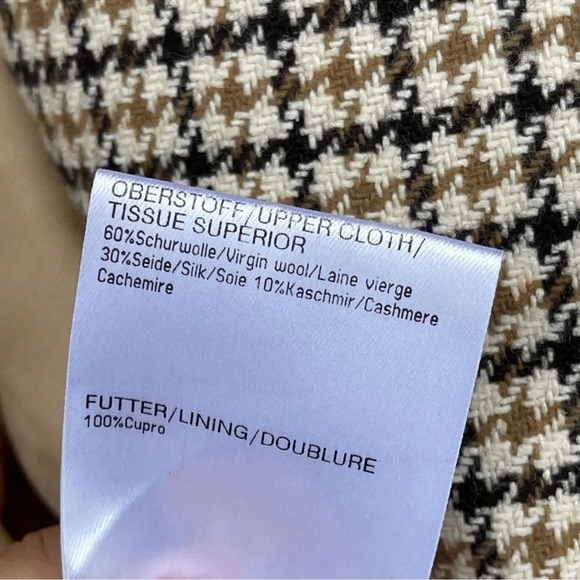 OBERSTOFF/UPPER CLOTH/
TISSUE SUPERIOR
60%Schurwolle/Virgin wool/Laine vierge
30%Seide/Silk/Soie 10%Kaschmir/Cashmere
Cachemire
FUTTER/LINING/DOUBLURE
100%Cupro